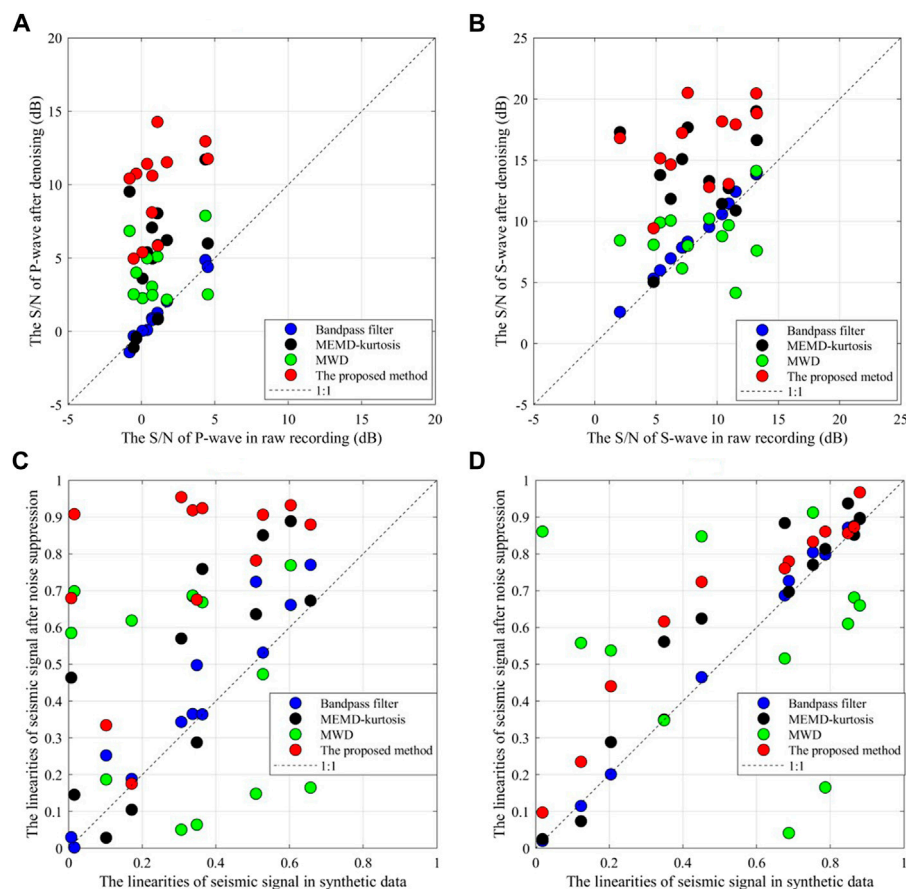 A
The S/N of P-wave after denoising (dB)
20
15
10
5
0
-5
-5
0
5
10
15
20
The S/N of P-wave in raw recording (dB)
Bandpass filter
MEMD-kurtosis
MWD
The proposed method
1:1
B
The S/N of S-wave after denoising (dB)
25
20
15
10
5
0
-5
-5
0
5
10
15
20
25
The S/N of S-wave in raw recording (dB)
Bandpass filter
MEMD-kurtosis
MWD
The proposed metod
1:1
C
The linearities of seismic signal after noise suppression
1
0.9
0.8
0.7
0.6
0.5
0.4
0.3
0.2
0.1
0
0
0.2
0.4
0.6
0.8
1
The linearities of seismic signal in synthetic data
Bandpass filter
MEMD-kurtosis
MWD
The proposed method
1:1
D
The linearities of seismic signal after noise suppression
1
0.9
0.8
0.7
0.6
0.5
0.4
0.3
0.2
0.1
0
0
0.2
0.4
0.6
0.8
1
The linearities of seismic signal in synthetic data
Bandpass filter
MEMD-kurtosis
MWD
The proposed method
1:1